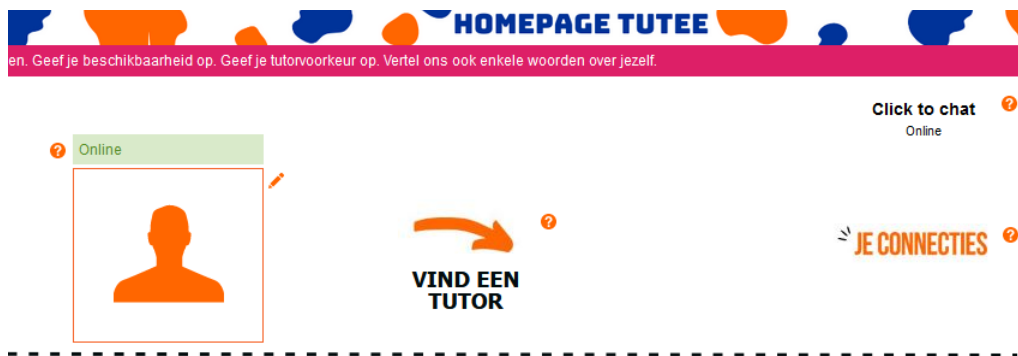 HOMEPAGE TUTEE
en. Geef je beschikbaarheid op. Geef je tutorvoorkeur op. Vertel ons ook enkele woorden over jezelf.
Click to chat ?
Online
? Online
?
VIND EEN
TUTOR
JE CONNECTIES ?